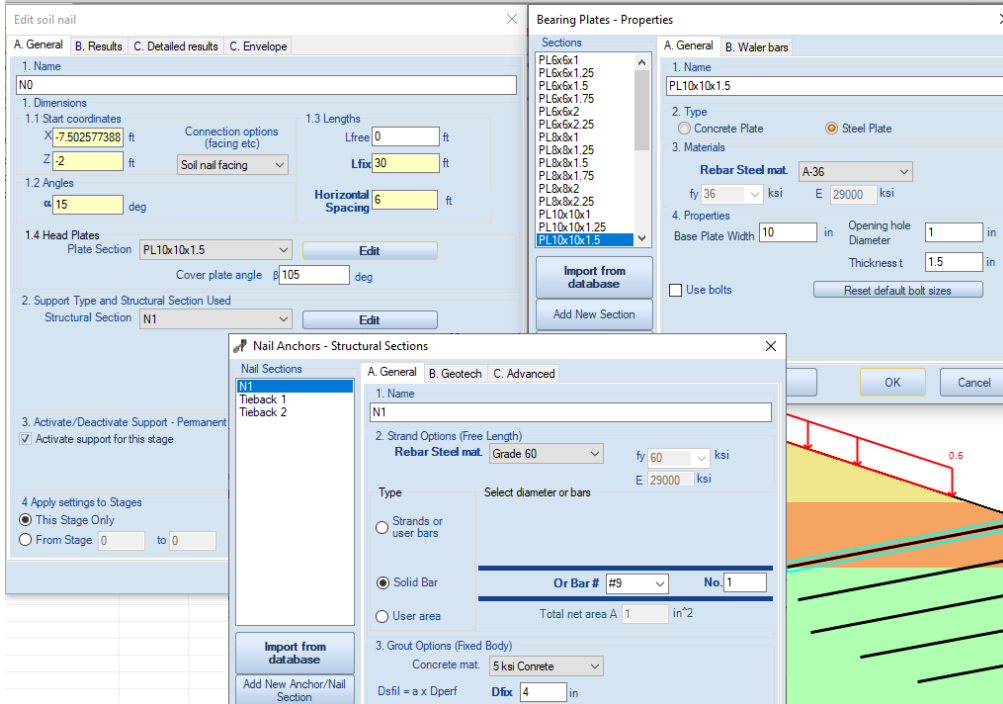 Edit soil nail
A. General B. Results C. Detailed results C. Envelope
1. Name
N0
1. Dimensions
1.1 Start coordinates
X -7.502577388 ft
Z -2 ft
Connection options
(facing etc)
Soil nail facing
1.3 Lengths
Lfree 0 ft
Lfix 30 ft
1.2 Angles
α 15 deg
Horizontal
Spacing 6 ft
1.4 Head Plates
Plate Section PL10x10x1.5 Edit
Cover plate angle β 105 deg
2. Support Type and Structural Section Used
Structural Section N1 Edit
3. Activate/Deactivate Support - Permanent
Activate support for this stage
4 Apply settings to Stages
This Stage Only
From Stage 0 to 0
Bearing Plates - Properties
Sections
PL6x6x1
PL6x6x1.25
PL6x6x1.5
PL6x6x1.75
PL6x6x2
PL6x6x2.25
PL8x8x1
PL8x8x1.25
PL8x8x1.5
PL8x8x1.75
PL8x8x2
PL8x8x2.25
PL10x10x1
PL10x10x1.25
PL10x10x1.5
Import from
database
Add New Section
A. General B. Waler bars
1. Name
PL10x10x1.5
2. Type
Concrete Plate Steel Plate
3. Materials
Rebar Steel mat. A-36
fy 36 ksi E 29000 ksi
4. Properties
Base Plate Width 10 in
Opening hole
Diameter 1 in
Thickness t 1.5 in
Use bolts Reset default bolt sizes
OK Cancel
Nail Anchors - Structural Sections
Nail Sections
N1
Tieback 1
Tieback 2
Import from
database
Add New Anchor/Nail
Section
A. General B. Geotech C. Advanced
1. Name
N1
2. Strand Options (Free Length)
Rebar Steel mat. Grade 60
fy 60 ksi
E 29000 ksi
Type Select diameter or bars
Strands or
user bars
Solid Bar Or Bar # #9 No. 1
User area Total net area A 1 in^2
3. Grout Options (Fixed Body)
Concrete mat. 5 ksi Conrete
Dsfil = a x Dperf Dfix 4 in
0.6